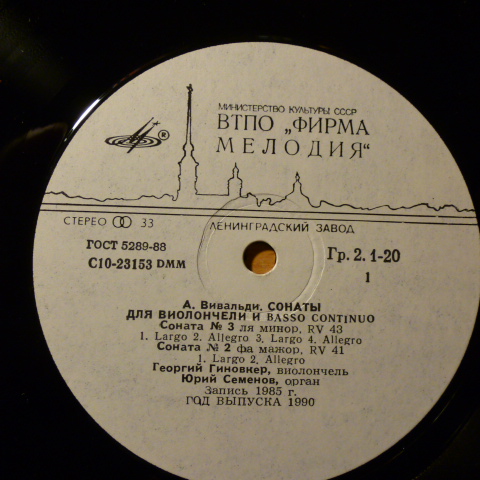 МИНИСТЕРСТВО КУЛЬТУРЫ СССР
ВТПО „ФИРМА
МЕЛОДИЯ“
®
СТЕРЕО 33
ЛЕНИНГРАДСКИЙ ЗАВОД
ГОСТ 5289-88
С10-23153 DMM
Гр. 2. 1-20
1
А. Вивальди. СОНАТЫ
ДЛЯ ВИОЛОНЧЕЛИ И BASSO CONTINUO
Соната № 3 ля минор, RV 43
1. Largo 2. Allegro 3. Largo 4. Allegro
Соната № 2 фа мажор, RV 41
1. Largo 2. Allegro
Георгий Гиновкер, виолончель
Юрий Семенов, орган
Запись 1985 г.
ГОД ВЫПУСКА 1990